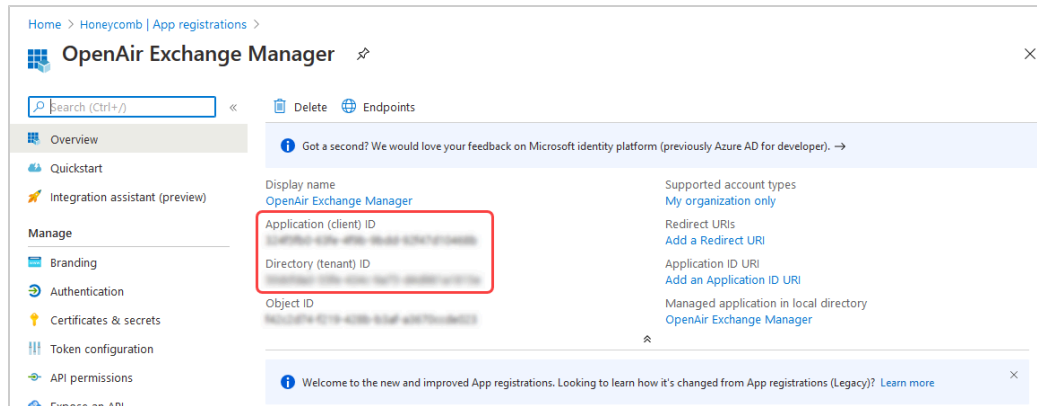 Home > Honeycomb | App registrations >
OpenAir Exchange Manager
Search (Ctrl+/)
«
Delete
Endpoints
Overview
Got a second? We would love your feedback on Microsoft identity platform (previously Azure AD for developer). →
Quickstart
Integration assistant (preview)
Manage
Branding
Authentication
Certificates & secrets
Token configuration
API permissions
Expose an API
Display name
OpenAir Exchange Manager
Application (client) ID
Directory (tenant) ID
Object ID
Supported account types
My organization only
Redirect URIs
Add a Redirect URI
Application ID URI
Add an Application ID URI
Managed application in local directory
OpenAir Exchange Manager
Welcome to the new and improved App registrations. Looking to learn how it's changed from App registrations (Legacy)? Learn more